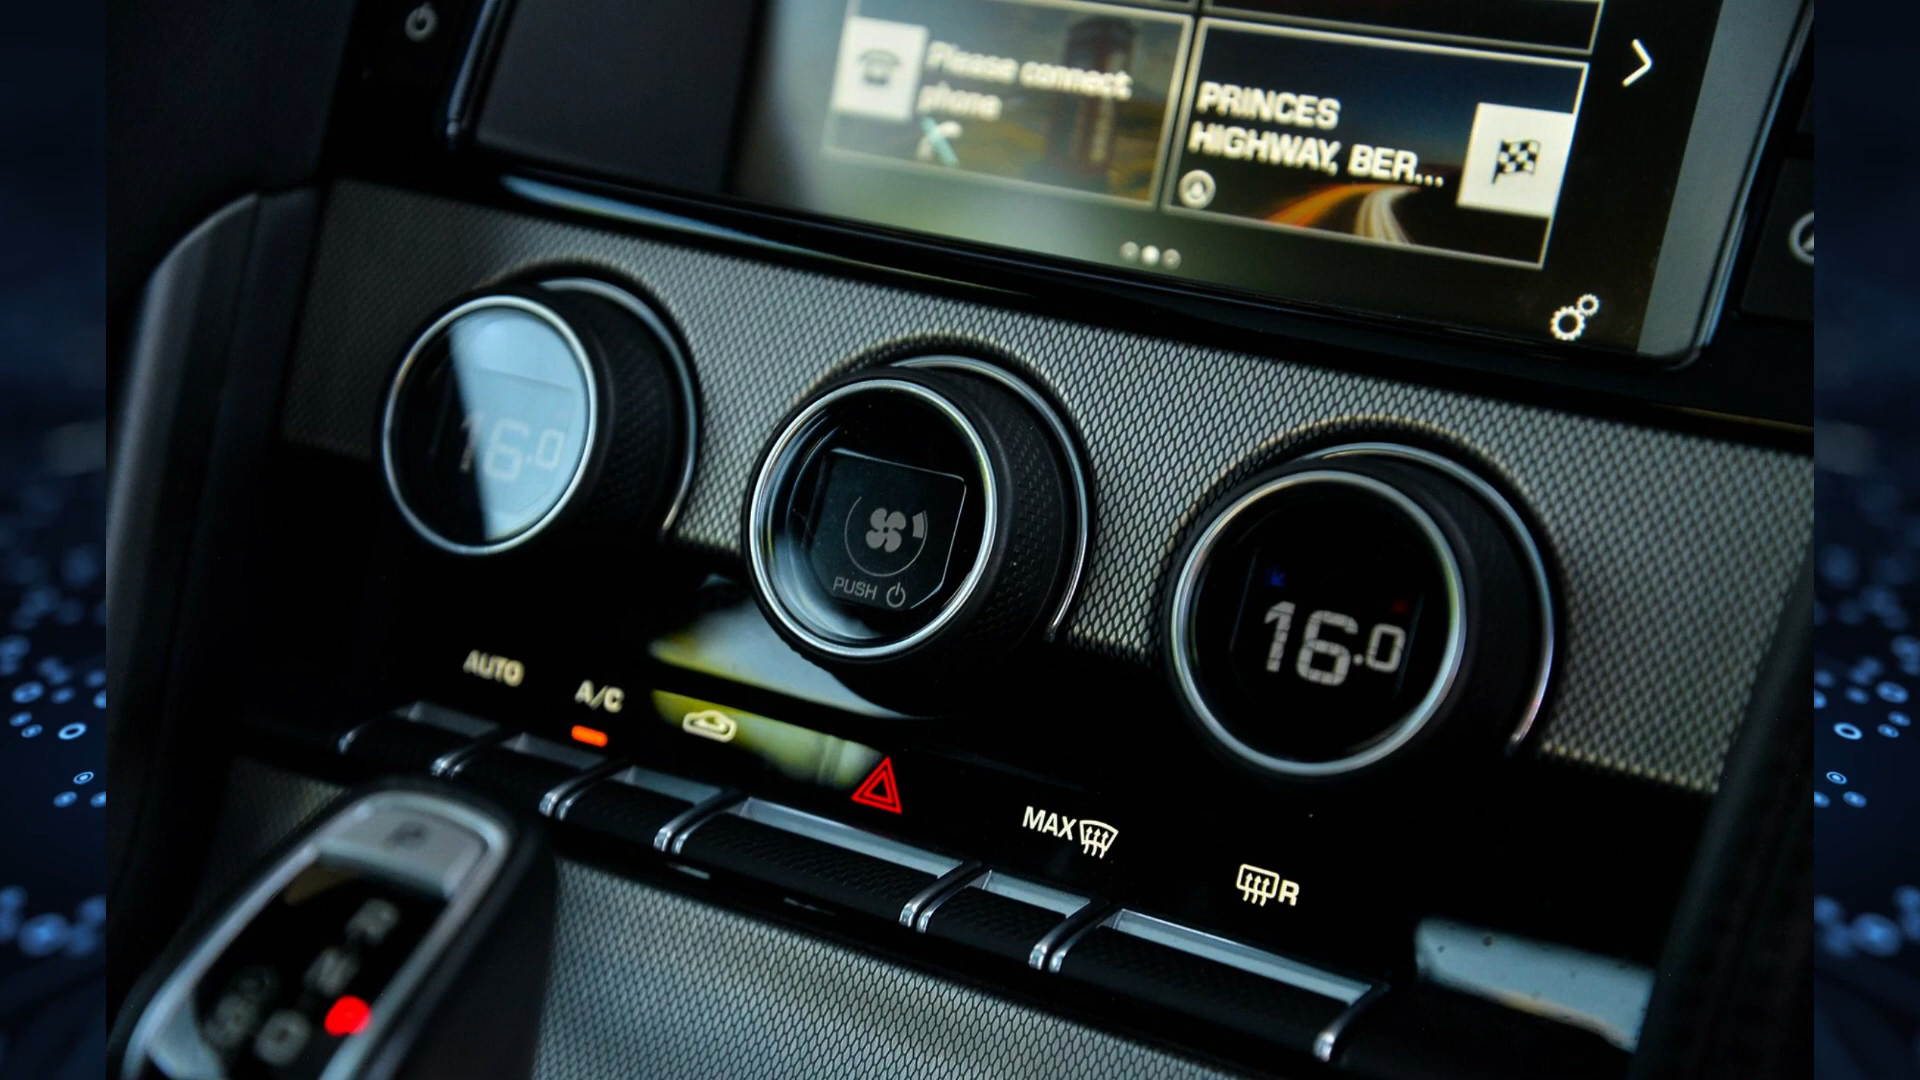 Please connect
phone
PRINCES
HIGHWAY, BER...
16.0
PUSH
16.0
AUTO
A/C
MAX
R
R
N
D
S